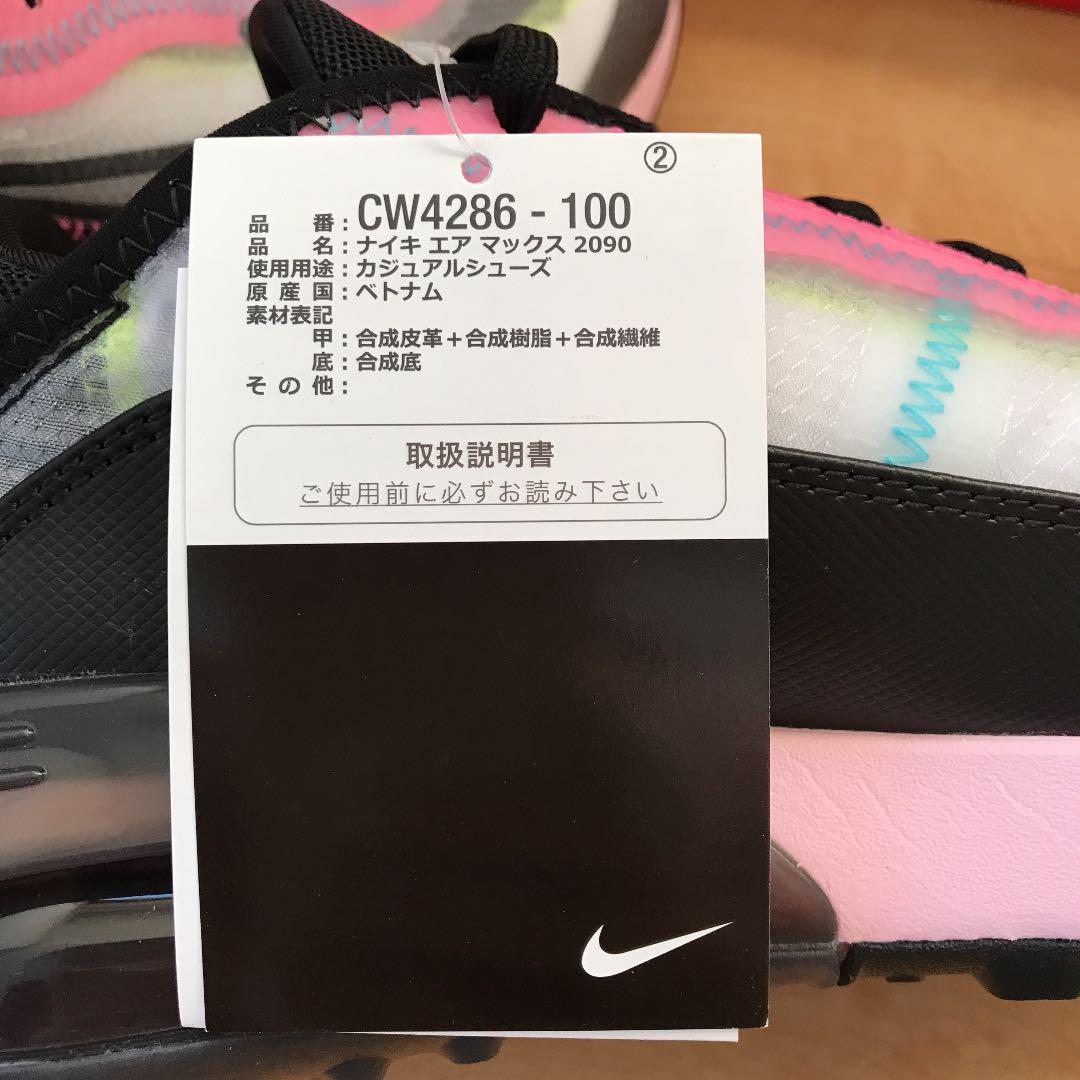 ②
品番：CW4286 - 100
品名：ナイキ エア マックス 2090
使用用途：カジュアルシューズ
原産国：ベトナム
素材表記
甲：合成皮革＋合成樹脂＋合成繊維
底：合成底
その他：
取扱説明書
ご使用前に必ずお読み下さい